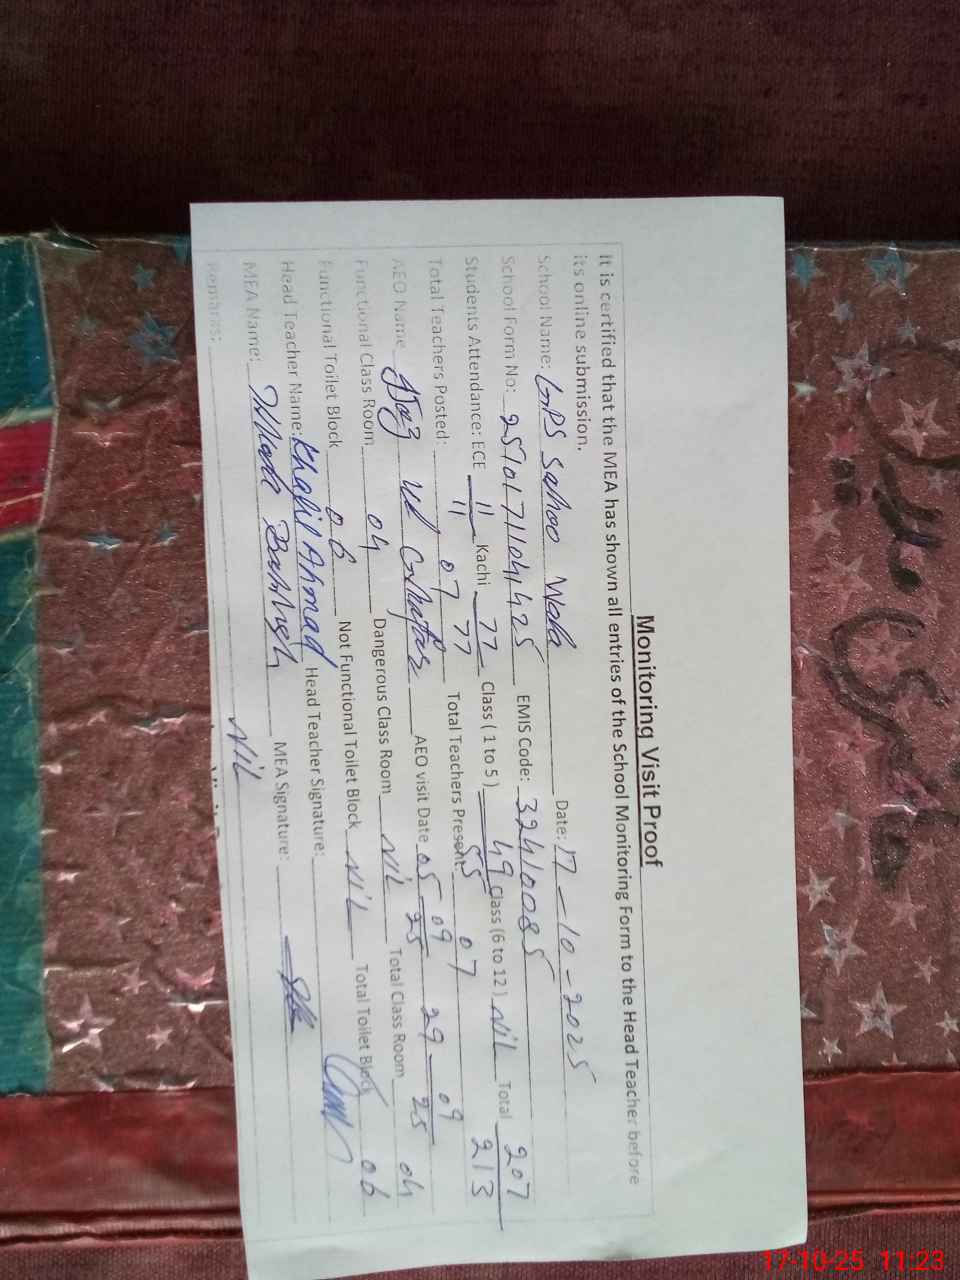 Monitoring Visit Proof
It is certified that the MEA has shown all entries of the School Monitoring Form to the Head Teacher before
its online submission.
School Name: GPS Sahoo Wala Date: 17-10-2025
School Form No: 25101711041425 EMIS Code: 32410085
Students Attendance: ECE 11/11 Kachi 77/77 Class (1 to 5) 49/55 Class (6 to 12) NiL Total 207/213
Total Teachers Posted: 07 Total Teachers Present: 07
AEO Name Ajaz ul Ghafar AEO visit Date 05 09/25 29 09/25
Functional Class Room 04 Dangerous Class Room NiL Total Class Room 04
Functional Toilet Block 06 Not Functional Toilet Block NiL Total Toilet Block 06
Head Teacher Name: Khalil Ahmad Head Teacher Signature:
MEA Name: MEA Signature:
Remarks: NiL
17-10-25 11:23